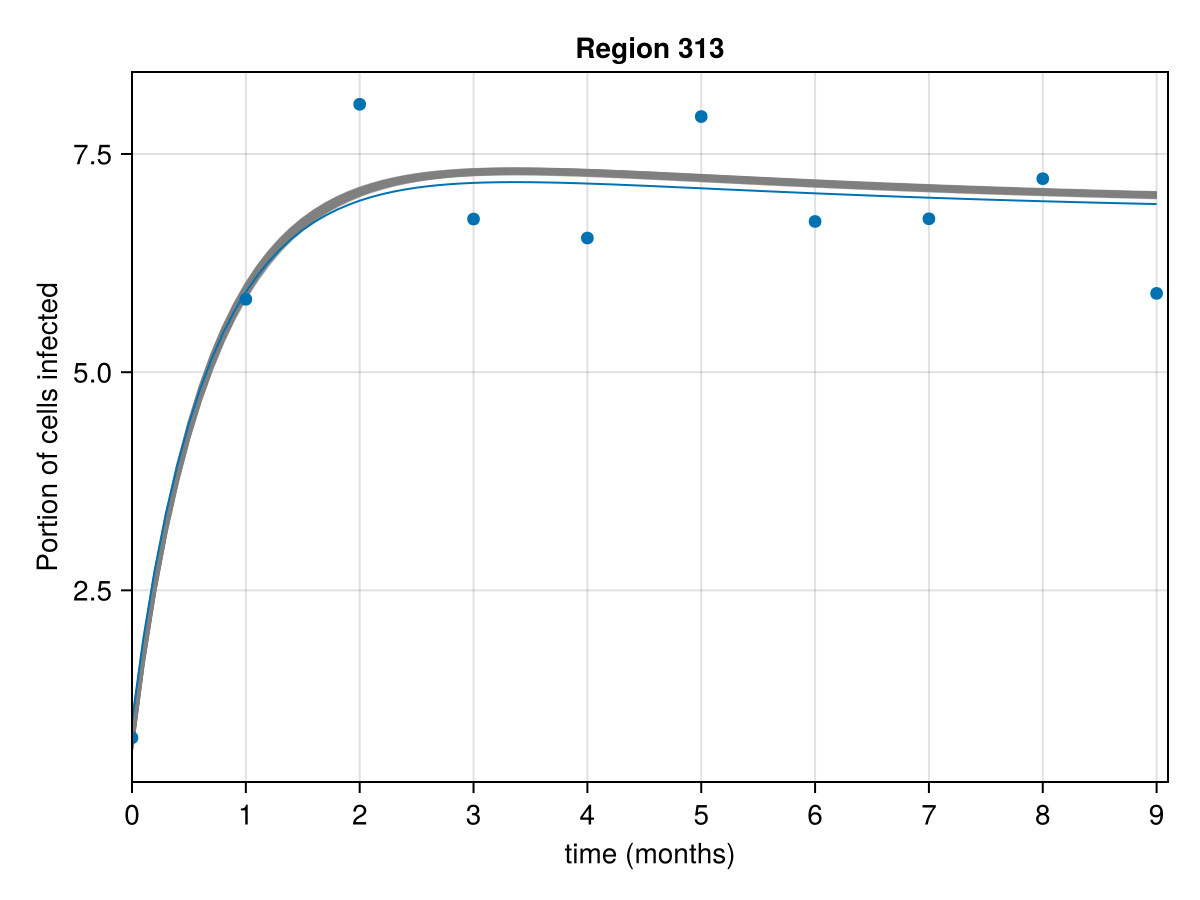 Region 313
Portion of cells infected
7.5
5.0
2.5
0 1 2 3 4 5 6 7 8 9
time (months)